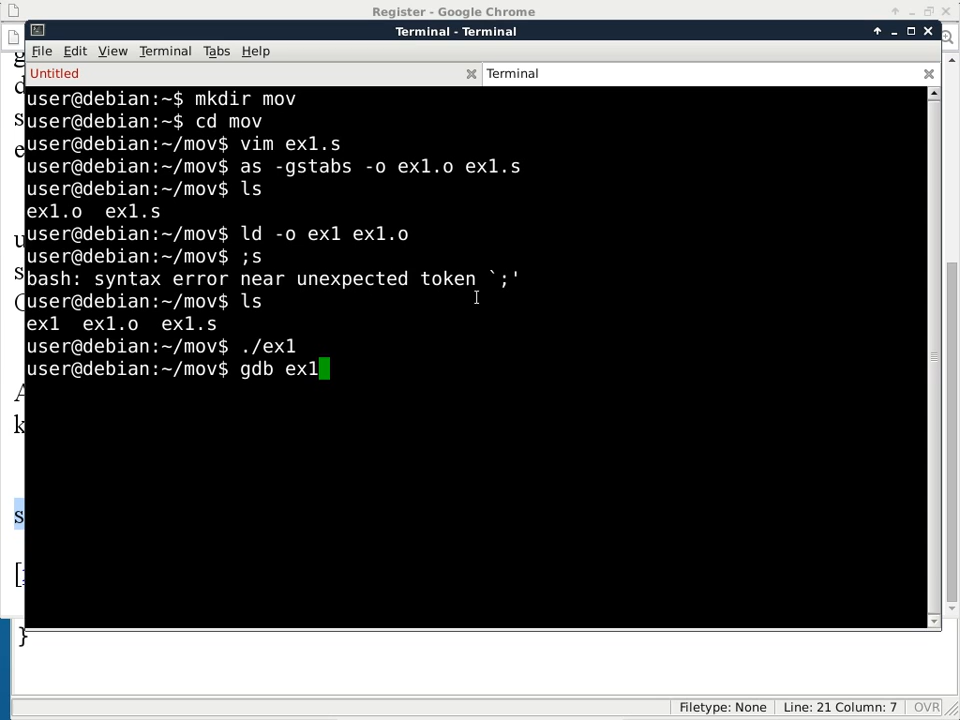 Register - Google Chrome
Terminal - Terminal
File Edit View Terminal Tabs Help
Untitled Terminal
user@debian:~$ mkdir mov
user@debian:~$ cd mov
user@debian:~/mov$ vim ex1.s
user@debian:~/mov$ as -gstabs -o ex1.o ex1.s
user@debian:~/mov$ ls
ex1.o  ex1.s
user@debian:~/mov$ ld -o ex1 ex1.o
user@debian:~/mov$ ;s
bash: syntax error near unexpected token `;'
user@debian:~/mov$ ls
ex1  ex1.o  ex1.s
user@debian:~/mov$ ./ex1
user@debian:~/mov$ gdb ex1
}
Filetype: None Line: 21 Column: 7 OVR